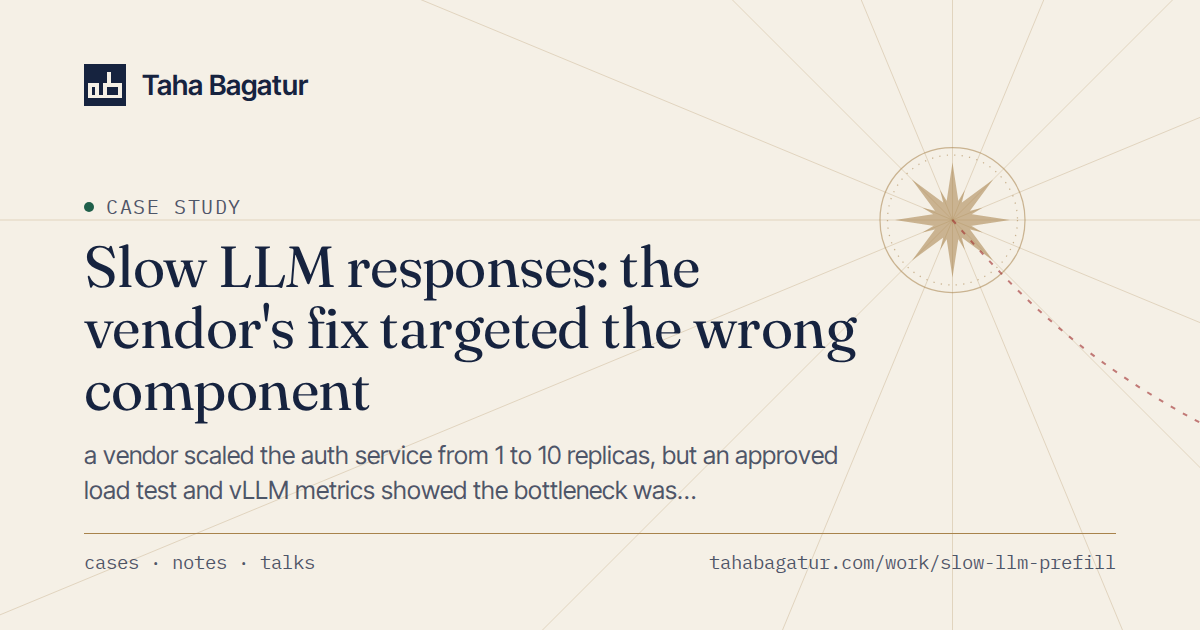 Taha Bagatur
CASE STUDY
Slow LLM responses: the
vendor's fix targeted the wrong
component
a vendor scaled the auth service from 1 to 10 replicas, but an approved
load test and vLLM metrics showed the bottleneck was…
cases · notes · talks
tahabagatur.com/work/slow-llm-prefill